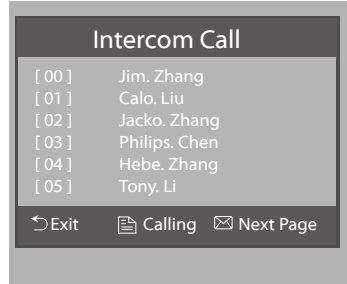 Intercom Call
[ 00 ] Jim. Zhang
[ 01 ] Calo. Liu
[ 02 ] Jacko. Zhang
[ 03 ] Philips. Chen
[ 04 ] Hebe. Zhang
[ 05 ] Tony. Li
Exit Calling Next Page